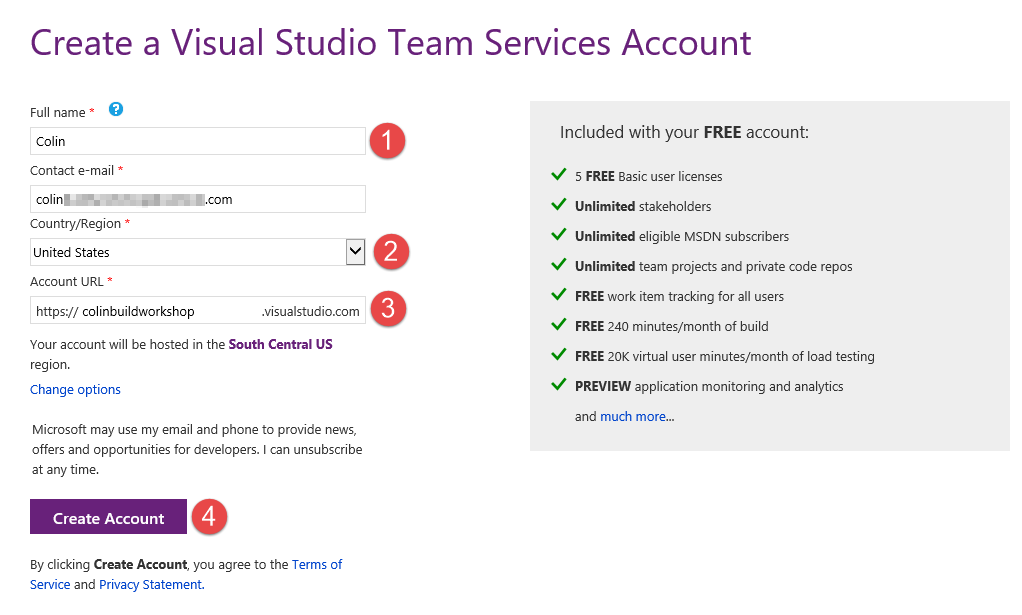 Create a Visual Studio Team Services Account
Full name * ?
Colin 1
Contact e-mail *
colin .com
Country/Region *
United States 2
Account URL *
https:// colinbuildworkshop .visualstudio.com 3
Your account will be hosted in the South Central US
region.
Change options
Microsoft may use my email and phone to provide news,
offers and opportunities for developers. I can unsubscribe
at any time.
Create Account 4
By clicking Create Account, you agree to the Terms of
Service and Privacy Statement.
Included with your FREE account:
5 FREE Basic user licenses
Unlimited stakeholders
Unlimited eligible MSDN subscribers
Unlimited team projects and private code repos
FREE work item tracking for all users
FREE 240 minutes/month of build
FREE 20K virtual user minutes/month of load testing
PREVIEW application monitoring and analytics
and much more...